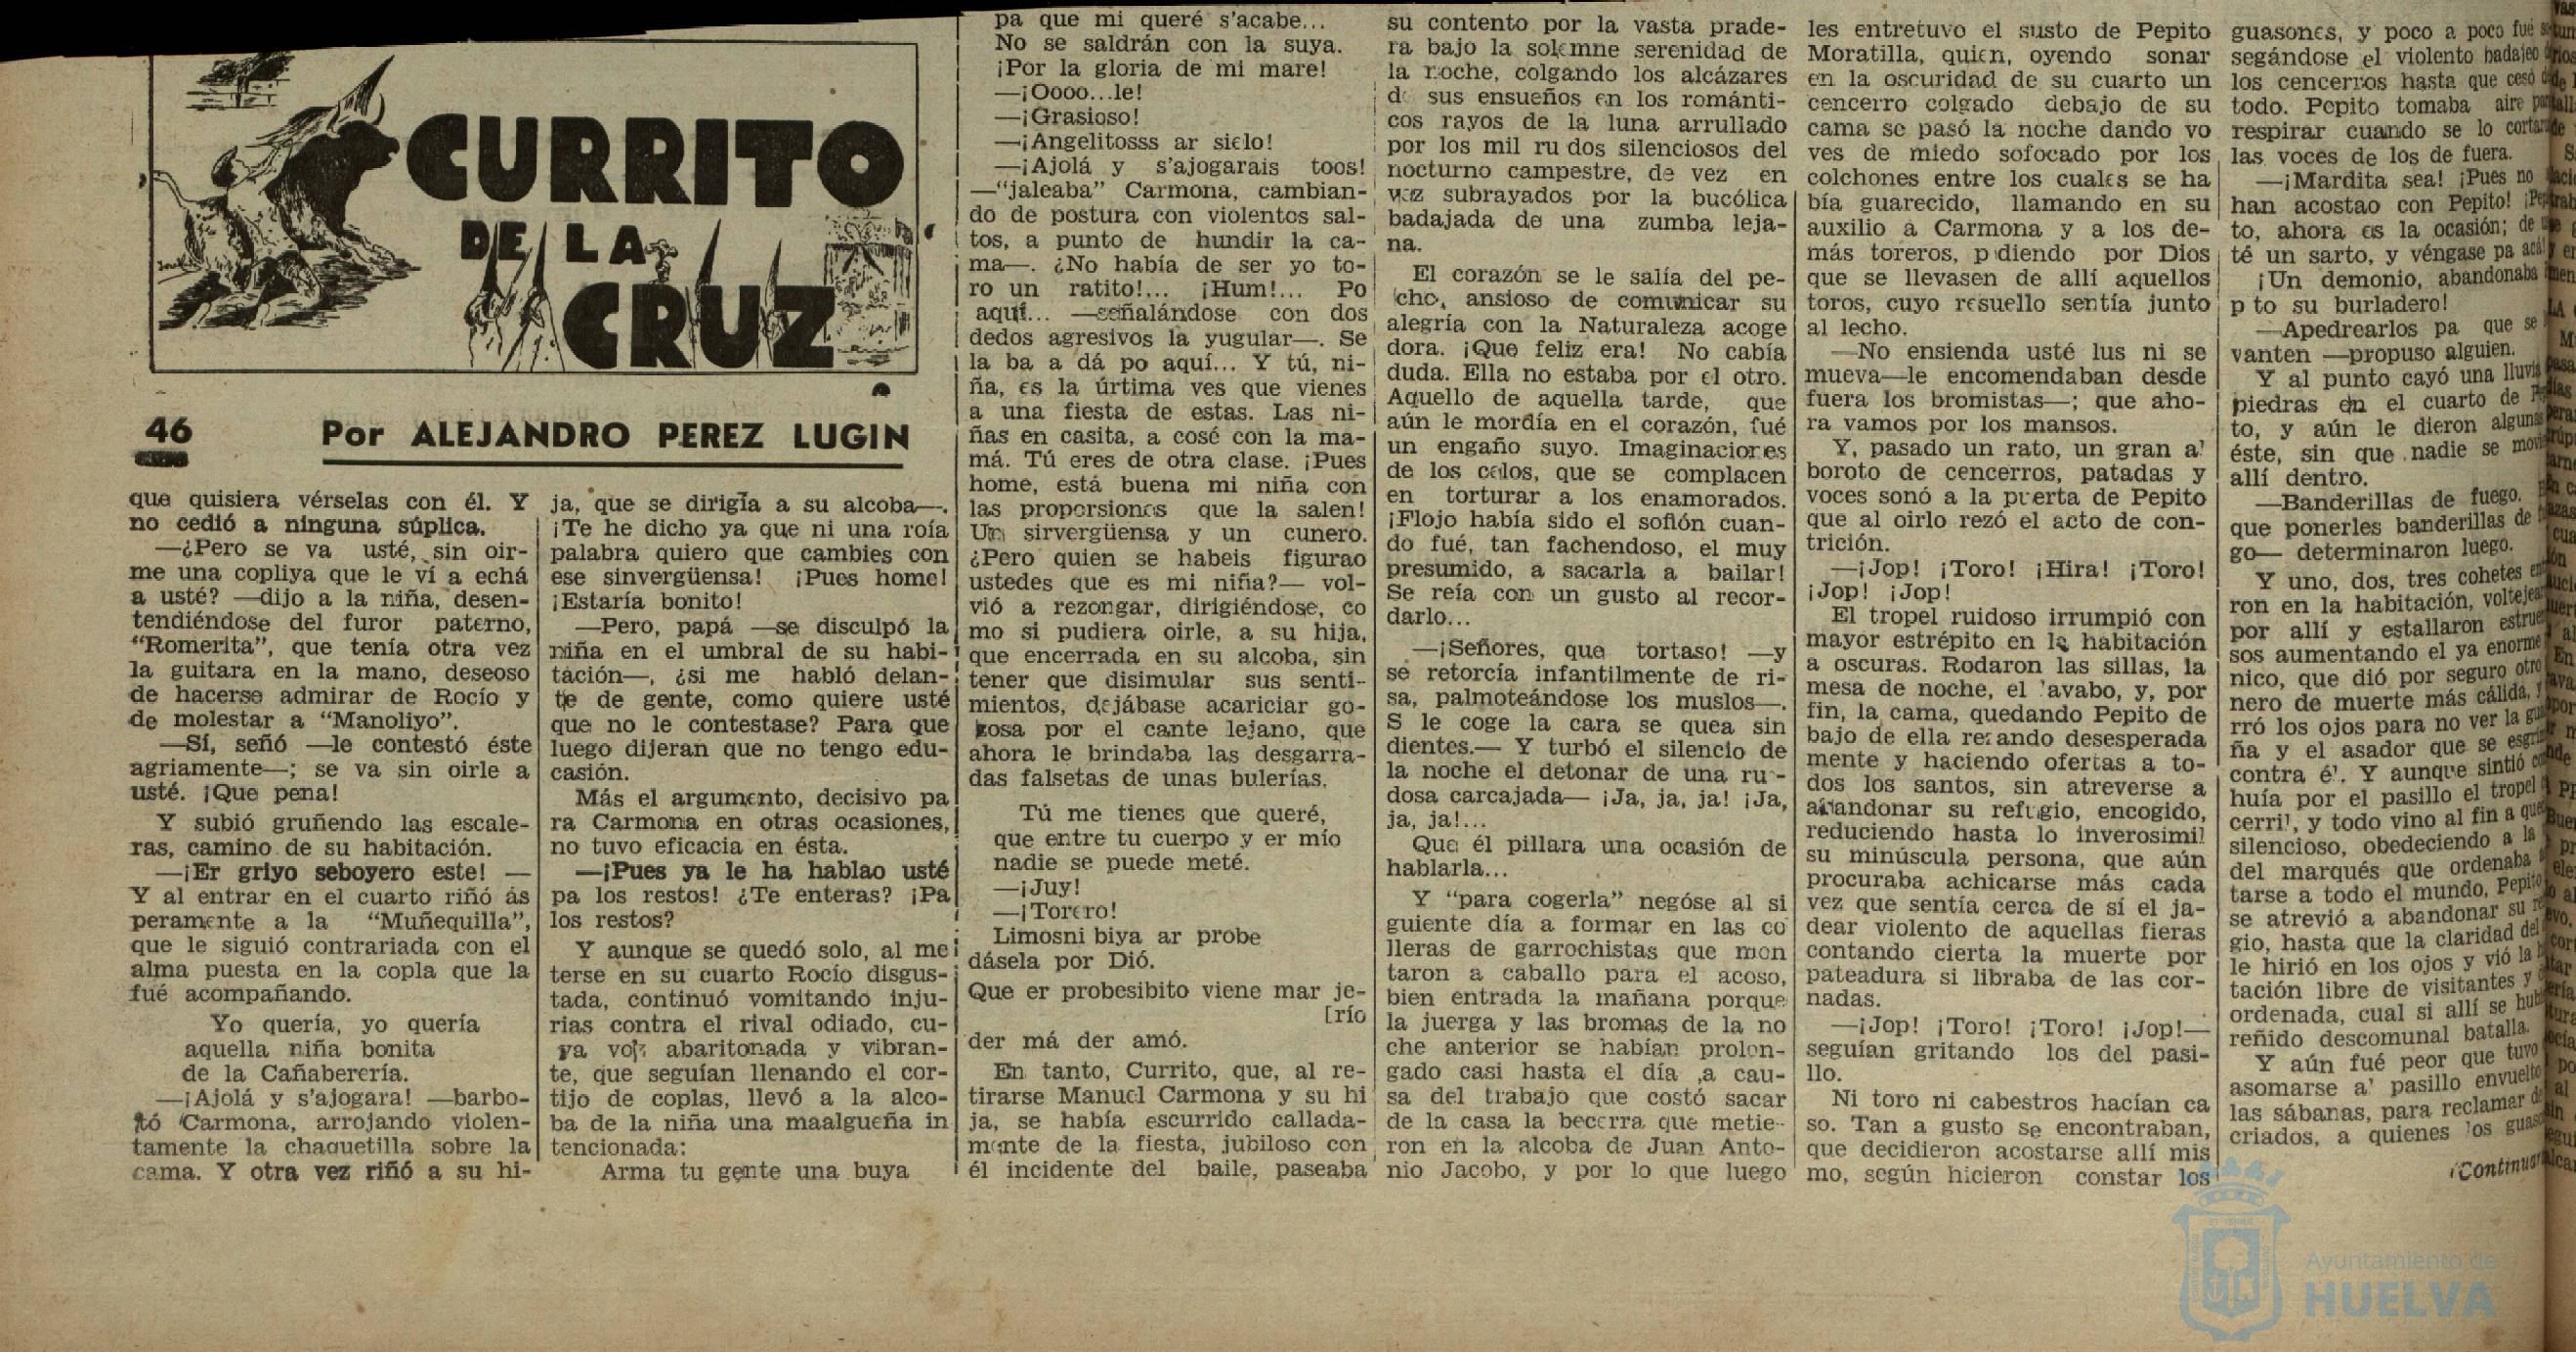 CURRITO
DE LA
CRUZ
46
Por ALEJANDRO PEREZ LUGIN
que quisiera vérselas con él. Y
no cedió a ninguna súplica.
—¿Pero se va usté, sin oir-
me una copliya que le ví a echá
a usté? —dijo a la niña, desen-
tendiéndose del furor paterno,
“Romerita”, que tenía otra vez
la guitara en la mano, deseoso
de hacerse admirar de Rocío y
de molestar a “Manoliyo”.
—Sí, señó —le contestó éste
agriamente—; se va sin oirle a
usté. ¡Que pena!
Y subió gruñendo las escale-
ras, camino de su habitación.
—¡Er griyo seboyero este! —
Y al entrar en el cuarto riñó ás
peramente a la “Muñequilla”,
que le siguió contrariada con el
alma puesta en la copla que la
fué acompañando.
Yo quería, yo quería
aquella niña bonita
de la Cañaberería.
—¡Ajolá y s’ajogara! —barbo-
tó Carmona, arrojando violen-
tamente la chaquetilla sobre la
cama. Y otra vez riñó a su hi-
ja, que se dirigía a su alcoba—.
¡Te he dicho ya que ni una roía
palabra quiero que cambies con
ese sinvergüensa! ¡Pues home!
¡Estaría bonito!
—Pero, papá —se disculpó la
niña en el umbral de su habi-
tación—, ¿si me habló delan-
te de gente, como quiere usté
que no le contestase? Para que
luego dijeran que no tengo edu-
casión.
Más el argumento, decisivo pa
ra Carmona en otras ocasiones,
no tuvo eficacia en ésta.
—¡Pues ya le ha hablao usté
pa los restos! ¿Te enteras? ¡Pa
los restos?
Y aunque se quedó solo, al me
terse en su cuarto Rocío disgus-
tada, continuó vomitando inju-
rias contra el rival odiado, cu-
ya voz abaritonada y vibran-
te, que seguían llenando el cor-
tijo de coplas, llevó a la alco-
ba de la niña una maalgueña in
tencionada:
Arma tu gente una buya
pa que mi queré s’acabe...
No se saldrán con la suya.
¡Por la gloria de mi mare!
—¡Oooo...le!
—¡Grasioso!
—¡Angelitosss ar sielo!
—¡Ajolá y s’ajogarais toos!
—“jaleaba” Carmona, cambian-
do de postura con violentos sal-
tos, a punto de hundir la ca-
ma—. ¿No había de ser yo to-
ro un ratito!... ¡Hum!... Po
aquí... —señalándose con dos
dedos agresivos la yugular—. Se
la ba a dá po aquí... Y tú, ni-
ña, es la úrtima ves que vienes
a una fiesta de estas. Las ni-
ñas en casita, a cosé con la ma-
má. Tú eres de otra clase. ¡Pues
home, está buena mi niña con
las proporsiones que la salen!
Un sirvergüensa y un cunero.
¿Pero quien se habeis figurao
ustedes que es mi niña?— vol-
vió a rezongar, dirigiéndose, co
mo si pudiera oirle, a su hija,
que encerrada en su alcoba, sin
tener que disimular sus senti-
mientos, dejábase acariciar go-
zosa por el cante lejano, que
ahora le brindaba las desgarra-
das falsetas de unas bulerías.
Tú me tienes que queré,
que entre tu cuerpo y er mío
nadie se puede meté.
—¡Juy!
—¡Torero!
Limosni biya ar probe
dásela por Dió.
Que er probesibito viene mar je-
[río
der má der amó.
En tanto, Currito, que, al re-
tirarse Manuel Carmona y su hi
ja, se había escurrido callada-
mente de la fiesta, jubiloso con
él incidente del baile, paseaba
su contento por la vasta prade-
ra bajo la solemne serenidad de
la noche, colgando los alcázares
de sus ensueños en los románti-
cos rayos de la luna arrullado
por los mil ru dos silenciosos del
nocturno campestre, de vez en
vez subrayados por la bucólica
badajada de una zumba leja-
na.
El corazón se le salía del pe-
cho, ansioso de comunicar su
alegría con la Naturaleza acoge
dora. ¡Que feliz era! No cabía
duda. Ella no estaba por el otro.
Aquello de aquella tarde, que
aún le mordía en el corazón, fué
un engaño suyo. Imaginaciones
de los celos, que se complacen
en torturar a los enamorados.
¡Flojo había sido el soflón cuan-
do fué, tan fachendoso, el muy
presumido, a sacarla a bailar!
Se reía con un gusto al recor-
darlo...
—¡Señores, que tortaso! —y
se retorcía infantilmente de ri-
sa, palmoteándose los muslos—.
S le coge la cara se quea sin
dientes.— Y turbó el silencio de
la noche el detonar de una ru-
dosa carcajada— ¡Ja, ja, ja! ¡Ja,
ja, ja!...
Que él pillara una ocasión de
hablarla...
Y “para cogerla” negóse al si
guiente día a formar en las co
lleras de garrochistas que mon
taron a caballo para el acoso,
bien entrada la mañana porque
la juerga y las bromas de la no
che anterior se habían prolon-
gado casi hasta el día ,a cau-
sa del trabajo que costó sacar
de la casa la becerra que metie-
ron en la alcoba de Juan Anto-
nio Jacobo, y por lo que luego
les entretuvo el susto de Pepito
Moratilla, quien, oyendo sonar
en la oscuridad de su cuarto un
cencerro colgado debajo de su
cama se pasó la noche dando vo
ves de miedo sofocado por los
colchones entre los cuales se ha
bía guarecido, llamando en su
auxilio a Carmona y a los de-
más toreros, p diendo por Dios
que se llevasen de allí aquellos
toros, cuyo resuello sentía junto
al lecho.
—No ensienda usté lus ni se
mueva—le encomendaban desde
fuera los bromistas—; que aho-
ra vamos por los mansos.
Y, pasado un rato, un gran al
boroto de cencerros, patadas y
voces sonó a la puerta de Pepito
que al oirlo rezó el acto de con-
trición.
—¡Jop! ¡Toro! ¡Hira! ¡Toro!
¡Jop! ¡Jop!
El tropel ruidoso irrumpió con
mayor estrépito en la habitación
a oscuras. Rodaron las sillas, la
mesa de noche, el lavabo, y, por
fin, la cama, quedando Pepito de
bajo de ella rezando desesperada
mente y haciendo ofertas a to-
dos los santos, sin atreverse a
abandonar su refugio, encogido,
reduciendo hasta lo inverosimil
su minúscula persona, que aún
procuraba achicarse más cada
vez que sentía cerca de sí el ja-
dear violento de aquellas fieras
contando cierta la muerte por
pateadura si libraba de las cor-
nadas.
—¡Jop! ¡Toro! ¡Toro! ¡Jop!—
seguían gritando los del pasi-
llo.
Ni toro ni cabestros hacían ca
so. Tan a gusto se encontraban,
que decidieron acostarse allí mis
mo, según hicieron constar los
guasones, y poco a poco fué
segándose el violento badajeo
los cencerros hasta que cesó
todo. Pepito tomaba aire
respirar cuando se lo cortar
las voces de los de fuera.
—¡Mardita sea! ¡Pues no
han acostao con Pepito!
to, ahora es la ocasión; de
té un sarto, y véngase pa acá!
¡Un demonio, abandonaba
p to su burladero!
—Apedrearlos pa que se
vanten —propuso alguien.
Y al punto cayó una lluvia
piedras en el cuarto de
to, y aún le dieron algunas
éste, sin que nadie se
allí dentro.
—Banderillas de fuego.
que ponerles banderillas de
go— determinaron luego.
Y uno, dos, tres cohetes
ron en la habitación,
por allí y estallaron
sos aumentando el ya enorme
nico, que dió por seguro otro
nero de muerte más cálida, y
rró los ojos para no ver la
ña y el asador que se
contra él. Y aunque sintió
huía por el pasillo el tropel
cerril, y todo vino al fin a
silencioso, obedeciendo a la
del marqués que ordenaba
tarse a todo el mundo, Pepito
se atrevió a abandonar su
gio, hasta que la claridad del
le hirió en los ojos y vió la
tación libre de visitantes y
ordenada, cual si allí se
reñido descomunal batalla.
Y aún fué peor que tuvo
asomarse al pasillo envuelto
las sábanas, para reclamar
criados, a quienes los
Ayuntamiento de
HUELVA